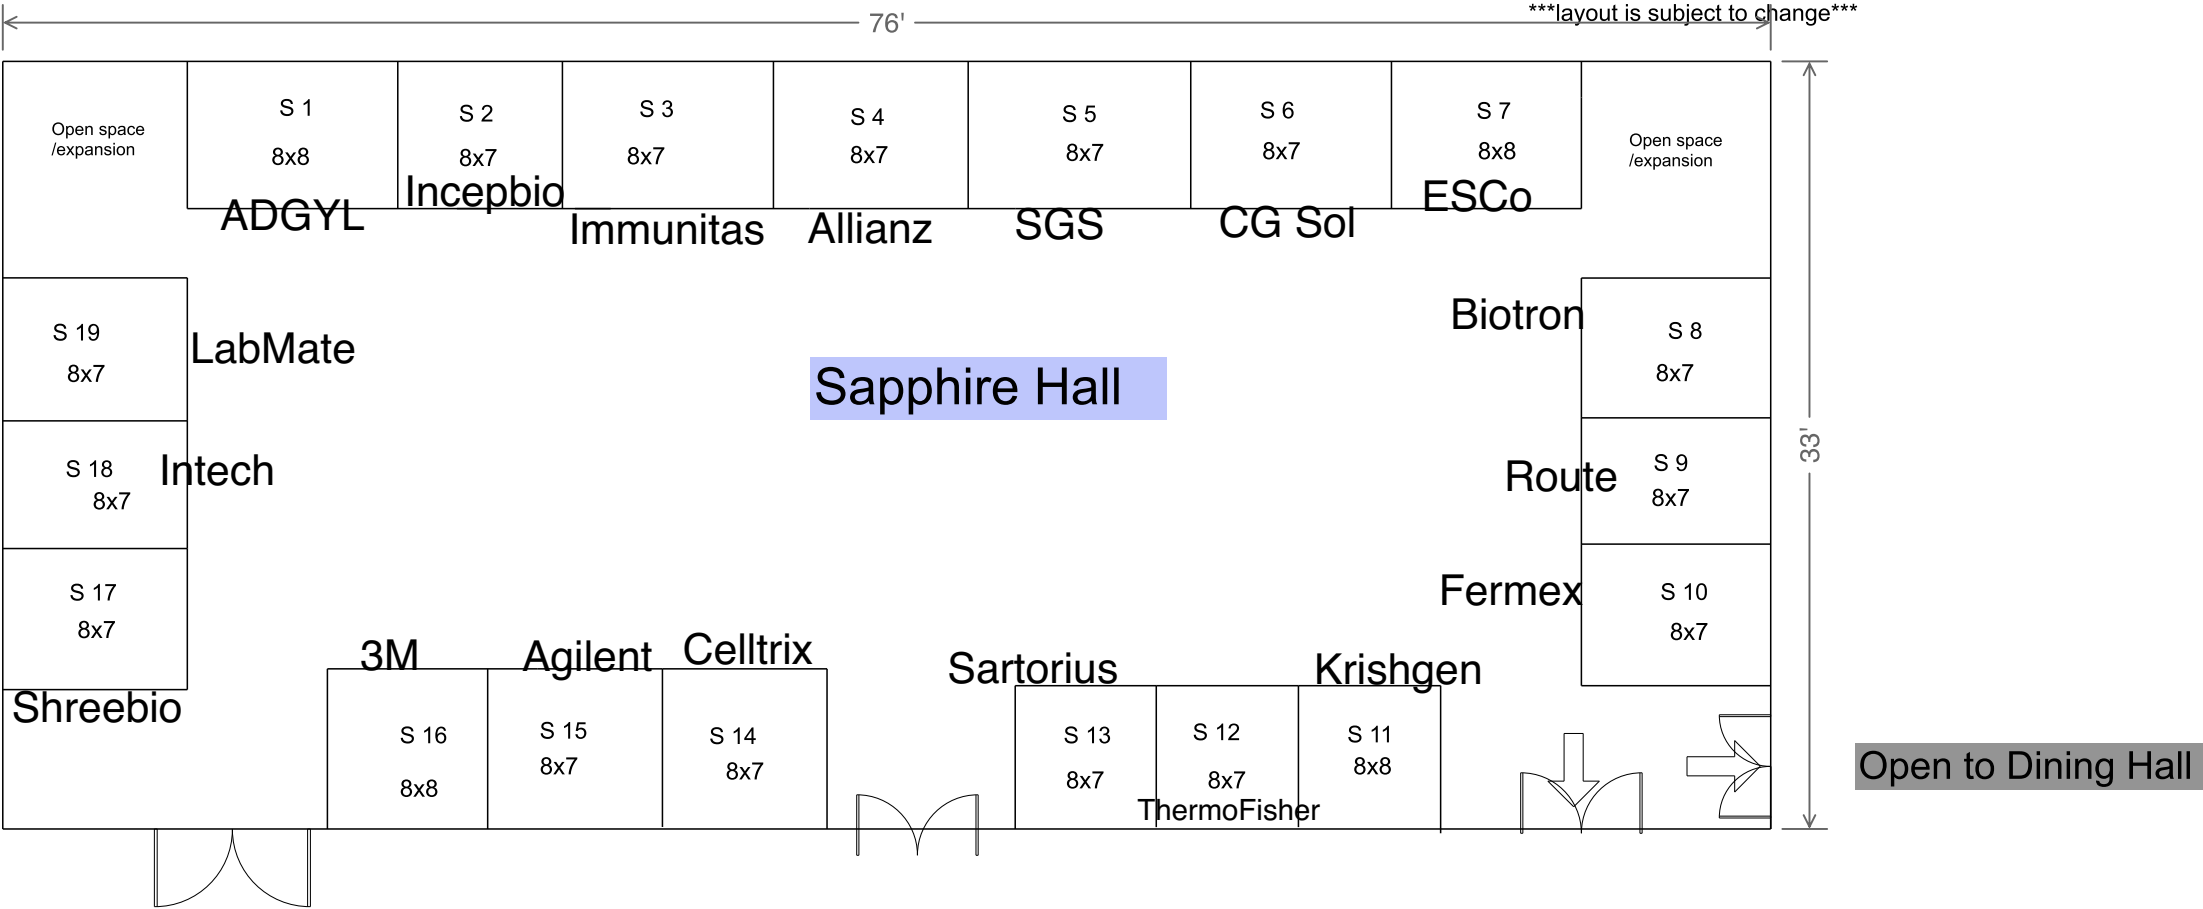 ***layout is subject to change***
76'
Open space
/expansion
S 1
8x8
ADGYL
S 2
8x7
Incepbio
S 3
8x7
Immunitas
S 4
8x7
Allianz
S 5
8x7
SGS
S 6
8x7
CG Sol
S 7
8x8
ESCo
Open space
/expansion
S 19
8x7
LabMate
Sapphire Hall
Biotron
S 8
8x7
33'
S 18
8x7
Intech
Route
S 9
8x7
S 17
8x7
Shreebio
Fermex
S 10
8x7
3M
S 16
8x8
Agilent
S 15
8x7
Celltrix
S 14
8x7
Sartorius
S 13
8x7
S 12
8x7
ThermoFisher
Krishgen
S 11
8x8
Open to Dining Hall